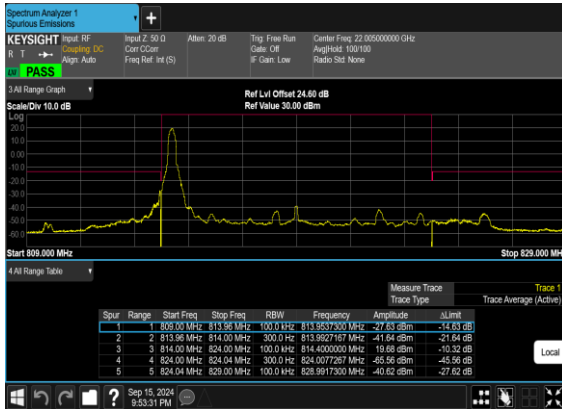 Spectrum Analyzer 1
Spurious Emissions
KEYSIGHT Input: RF Input Z: 50 Ω Atten: 20 dB Trig: Free Run Center Freq: 22.005000000 GHz
R T Coupling: DC Corr CCorr Gate: Off Avg|Hold: 100/100
Align: Auto Freq Ref: Int (S) IF Gain: Low Radio Std: None
PASS
3 All Range Graph
Ref Lvl Offset 24.60 dB
Scale/Div 10.0 dB Ref Value 30.00 dBm
Log
20.0
10.0
0.00
-10.0
-20.0
-30.0
-40.0
-50.0
-60.0
Start 809.000 MHz Stop 829.000 MH
4 All Range Table
Measure Trace Trace 1
Trace Type Trace Average (Active)
Spur Range Start Freq Stop Freq RBW Frequency Amplitude ΔLimit
1 1 809.00 MHz 813.96 MHz 100.0 kHz 813.9537300 MHz -27.63 dBm -14.63 dB
2 2 813.96 MHz 814.00 MHz 300.0 Hz 813.9927167 MHz -41.64 dBm -21.64 dB
3 3 814.00 MHz 824.00 MHz 100.0 kHz 814.4000000 MHz 19.68 dBm -10.32 dB
4 4 824.00 MHz 824.04 MHz 300.0 Hz 824.0077267 MHz -65.56 dBm -45.56 dB
5 5 824.04 MHz 829.00 MHz 100.0 kHz 828.9917300 MHz -40.62 dBm -27.62 dB
Local
Sep 15, 2024
9:53:31 PM